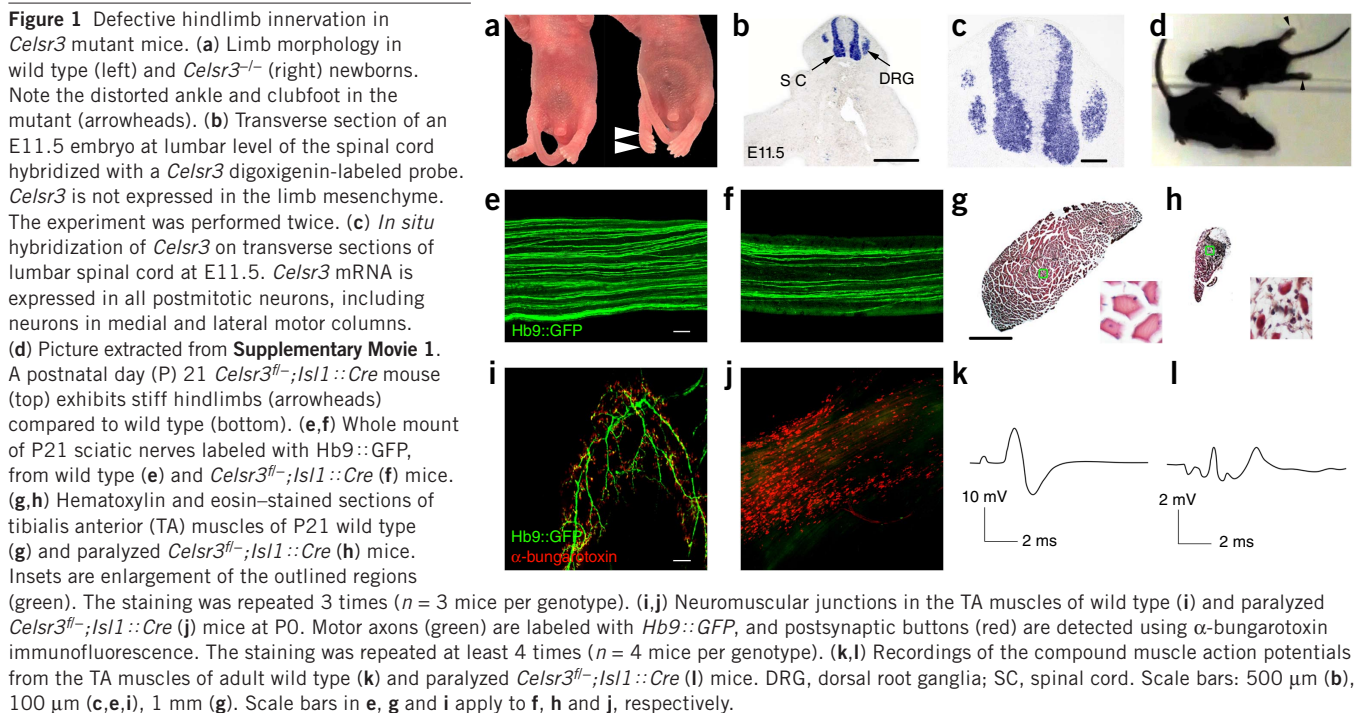 Figure 1 Defective hindlimb innervation in
Celsr3 mutant mice. (a) Limb morphology in
wild type (left) and Celsr3–/– (right) newborns.
Note the distorted ankle and clubfoot in the
mutant (arrowheads). (b) Transverse section of an
E11.5 embryo at lumbar level of the spinal cord
hybridized with a Celsr3 digoxigenin-labeled probe.
Celsr3 is not expressed in the limb mesenchyme.
The experiment was performed twice. (c) In situ
hybridization of Celsr3 on transverse sections of
lumbar spinal cord at E11.5. Celsr3 mRNA is
expressed in all postmitotic neurons, including
neurons in medial and lateral motor columns.
(d) Picture extracted from Supplementary Movie 1.
A postnatal day (P) 21 Celsr3f/–;Isl1::Cre mouse
(top) exhibits stiff hindlimbs (arrowheads)
compared to wild type (bottom). (e,f) Whole mount
of P21 sciatic nerves labeled with Hb9::GFP,
from wild type (e) and Celsr3f/–;Isl1::Cre (f) mice.
(g,h) Hematoxylin and eosin–stained sections of
tibialis anterior (TA) muscles of P21 wild type
(g) and paralyzed Celsr3f/–;Isl1::Cre (h) mice.
Insets are enlargement of the outlined regions
(green). The staining was repeated 3 times (n = 3 mice per genotype). (i,j) Neuromuscular junctions in the TA muscles of wild type (i) and paralyzed
Celsr3f/–;Isl1::Cre (j) mice at P0. Motor axons (green) are labeled with Hb9::GFP, and postsynaptic buttons (red) are detected using α-bungarotoxin
immunofluorescence. The staining was repeated at least 4 times (n = 4 mice per genotype). (k,l) Recordings of the compound muscle action potentials
from the TA muscles of adult wild type (k) and paralyzed Celsr3f/–;Isl1::Cre (l) mice. DRG, dorsal root ganglia; SC, spinal cord. Scale bars: 500 µm (b),
100 µm (c,e,i), 1 mm (g). Scale bars in e, g and i apply to f, h and j, respectively.
a
b
S C
DRG
E11.5
c
d
e
Hb9::GFP
f
g
h
i
Hb9::GFP
α-bungarotoxin
j
k
10 mV
2 ms
l
2 mV
2 ms